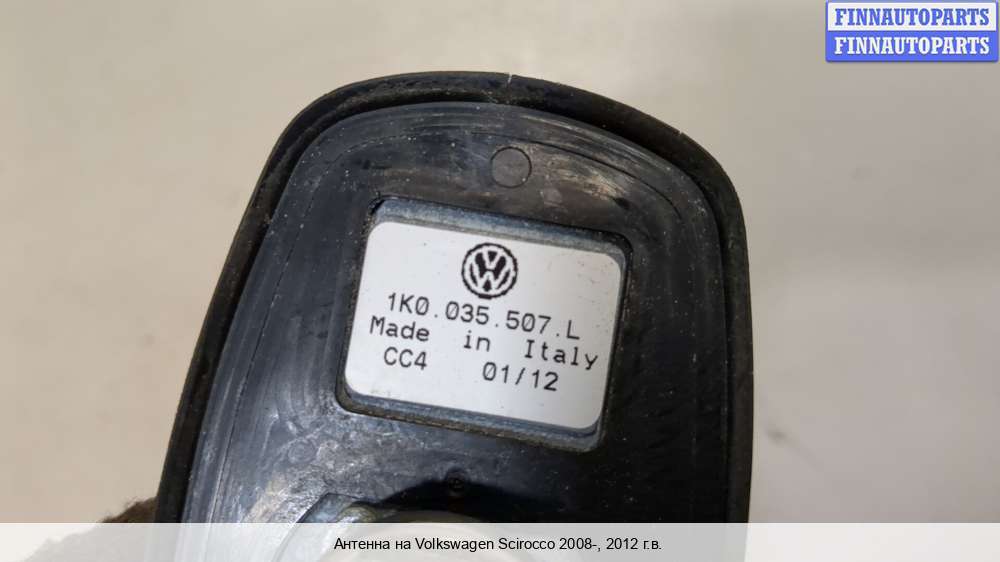 FINNAUTOPARTS
FINNAUTOPARTS
1K0.035.507.L
Made in Italy
CC4 01/12
Антенна на Volkswagen Scirocco 2008-, 2012 г.в.